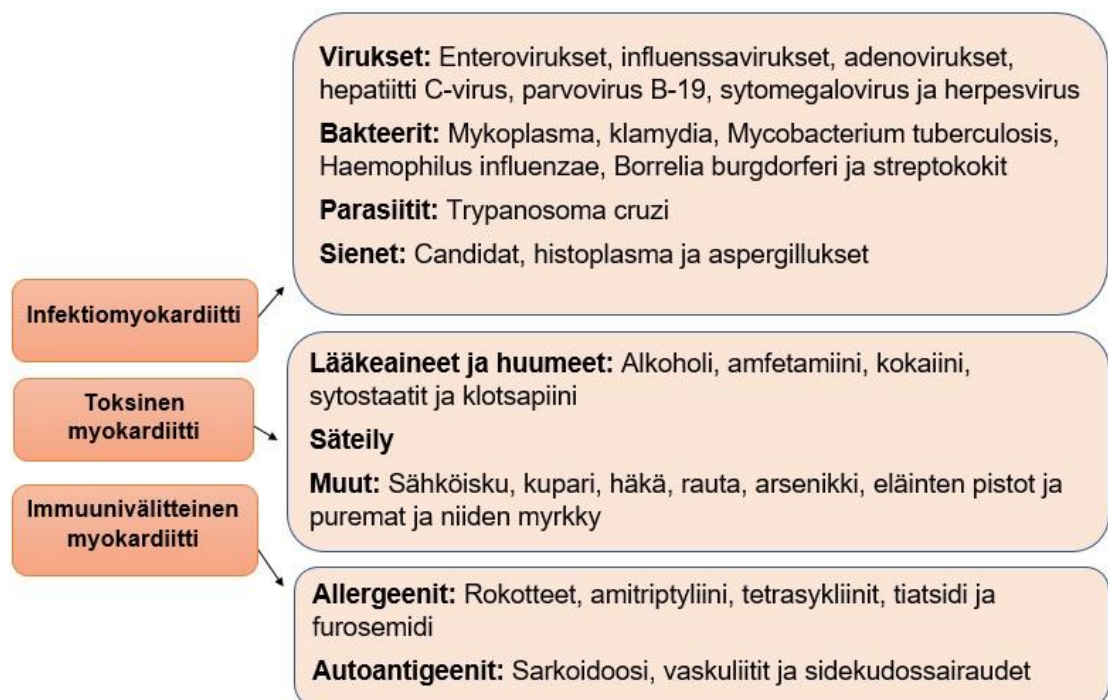 Virukset: Enterovirukset, influenssavirukset, adenovirukset,
hepatiitti C-virus, parvovirus B-19, sytomegalovirus ja herpesvirus
Bakteerit: Mykoplasma, klamydia, Mycobacterium tuberculosis,
Haemophilus influenzae, Borrelia burgdorferi ja streptokokit
Parasiitit: Trypanosoma cruzi
Sienet: Candidat, histoplasma ja aspergillukset
Infektiomyokardiitti
Lääkeaineet ja huumeet: Alkoholi, amfetamiini, kokaiini,
sytostaatit ja klotsapiini
Säteily
Muut: Sähköisku, kupari, häkä, rauta, arsenikki, eläinten pistot ja
puremat ja niiden myrkky
Toksinen
myokardiitti
Immuunivälitteinen
myokardiitti
Allergeenit: Rokotteet, amitriptyliini, tetrasykliinit, tiatsidi ja
furosemidi
Autoantigeenit: Sarkoidoosi, vaskuliitit ja sidekudossairaudet